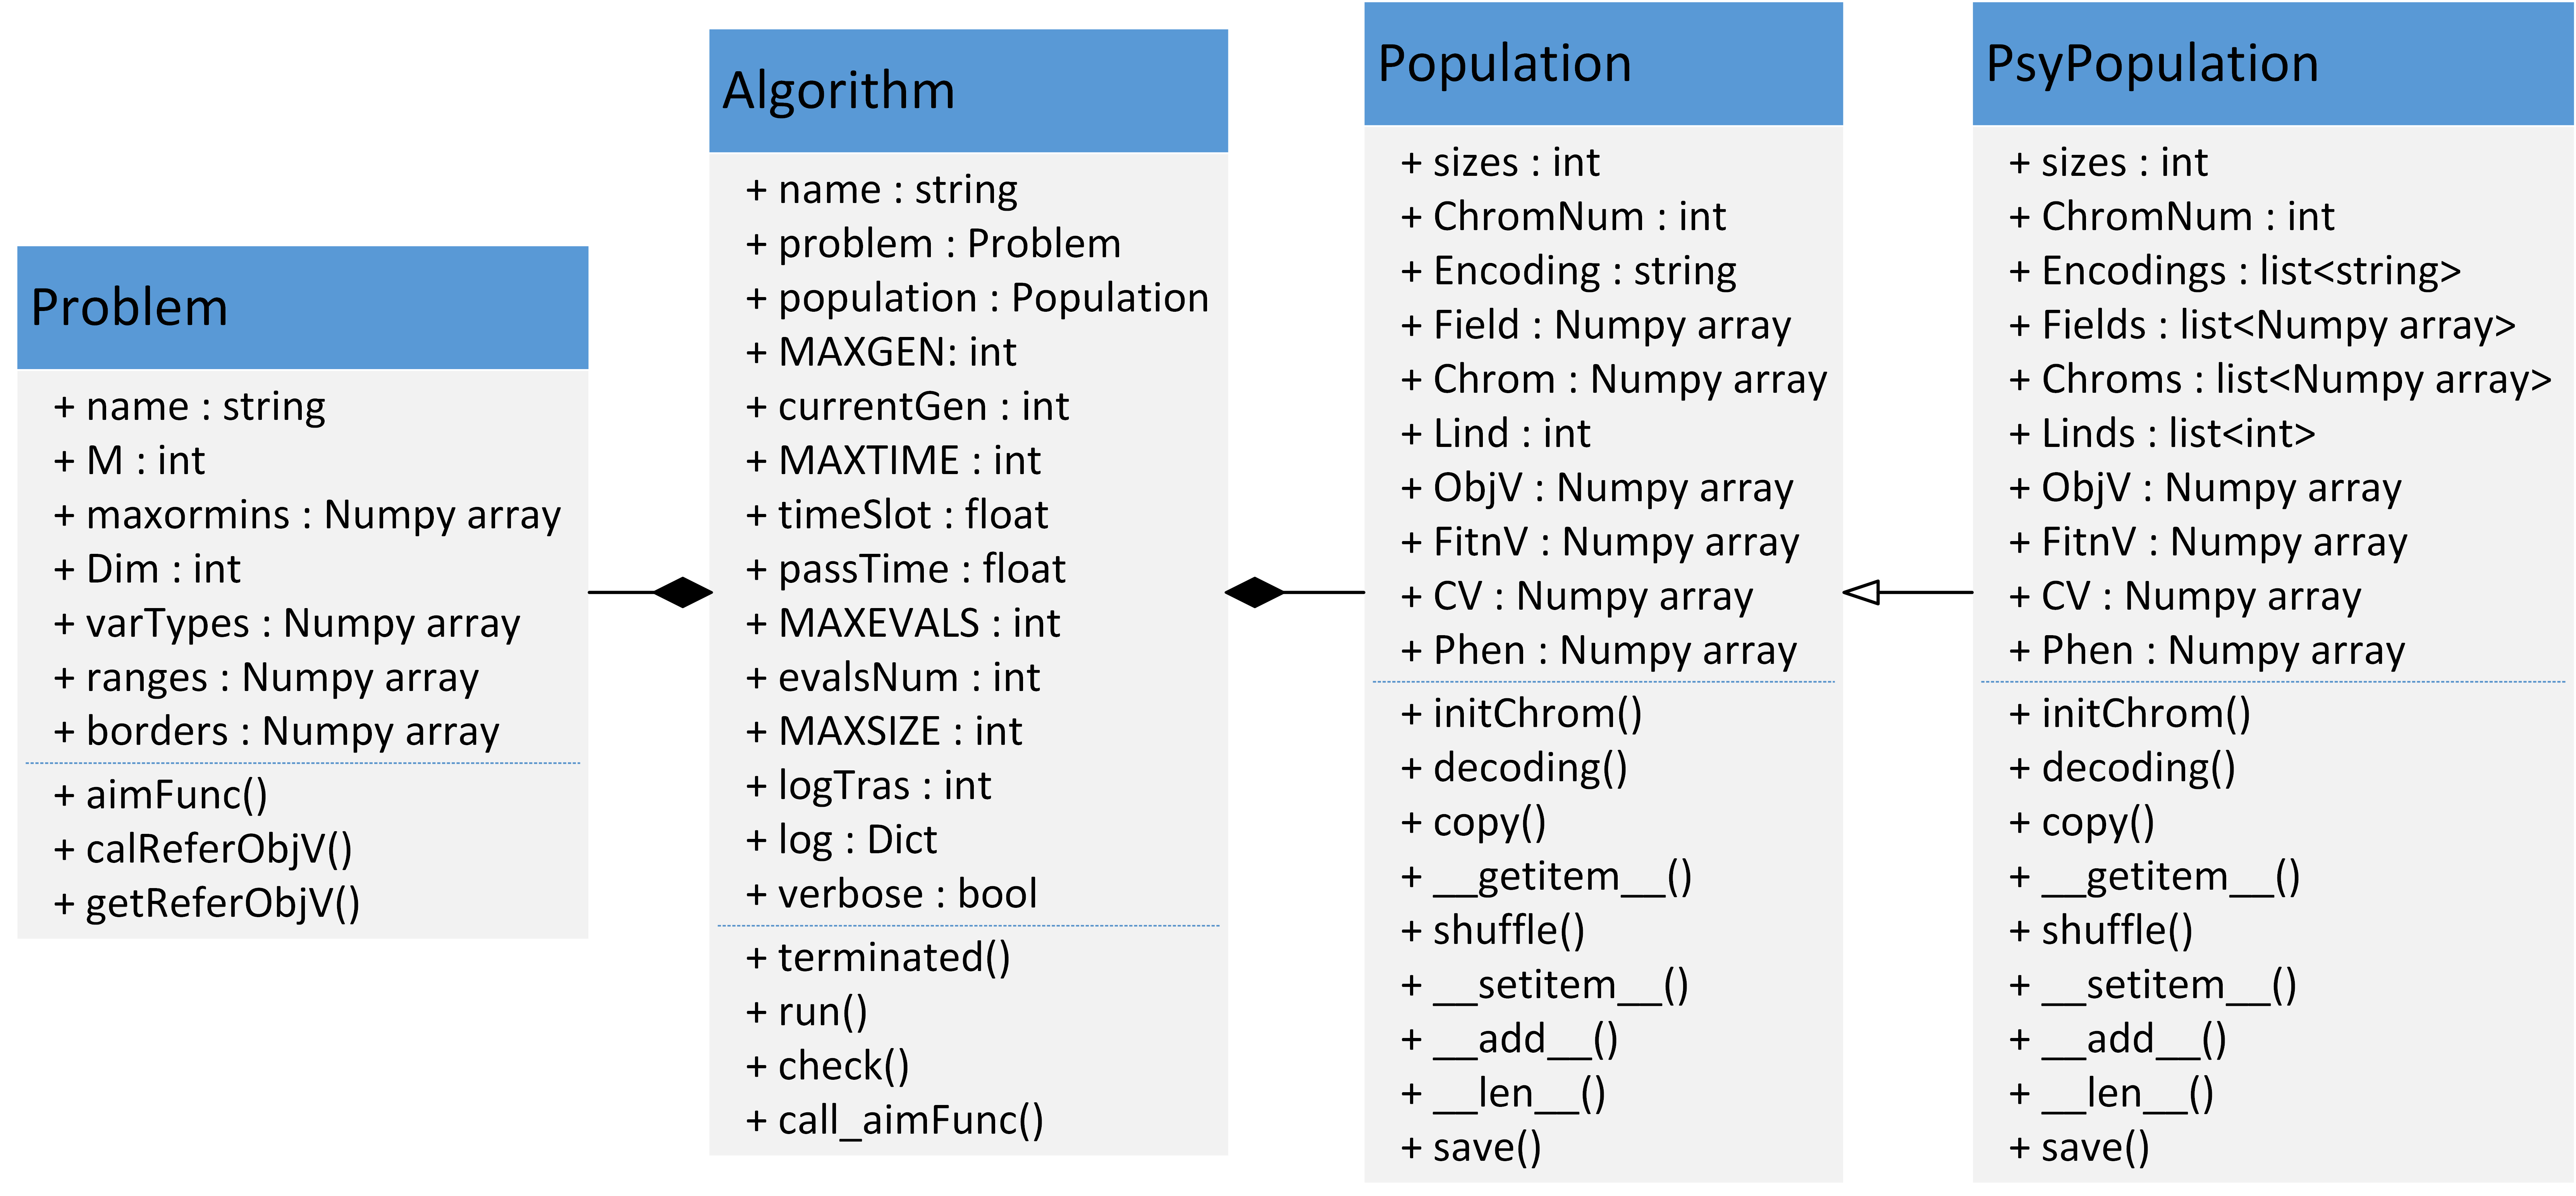 Problem
+ name : string
+ M : int
+ maxormins : Numpy array
+ Dim : int
+ varTypes : Numpy array
+ ranges : Numpy array
+ borders : Numpy array
+ aimFunc()
+ calReferObjV()
+ getReferObjV()
Algorithm
+ name : string
+ problem : Problem
+ population : Population
+ MAXGEN: int
+ currentGen : int
+ MAXTIME : int
+ timeSlot : float
+ passTime : float
+ MAXEVALS : int
+ evalsNum : int
+ MAXSIZE : int
+ logTras : int
+ log : Dict
+ verbose : bool
+ terminated()
+ run()
+ check()
+ call_aimFunc()
Population
+ sizes : int
+ ChromNum : int
+ Encoding : string
+ Field : Numpy array
+ Chrom : Numpy array
+ Lind : int
+ ObjV : Numpy array
+ FitnV : Numpy array
+ CV : Numpy array
+ Phen : Numpy array
+ initChrom()
+ decoding()
+ copy()
+ __getitem__()
+ shuffle()
+ __setitem__()
+ __add__()
+ __len__()
+ save()
PsyPopulation
+ sizes : int
+ ChromNum : int
+ Encodings : list<string>
+ Fields : list<Numpy array>
+ Chroms : list<Numpy array>
+ Linds : list<int>
+ ObjV : Numpy array
+ FitnV : Numpy array
+ CV : Numpy array
+ Phen : Numpy array
+ initChrom()
+ decoding()
+ copy()
+ __getitem__()
+ shuffle()
+ __setitem__()
+ __add__()
+ __len__()
+ save()